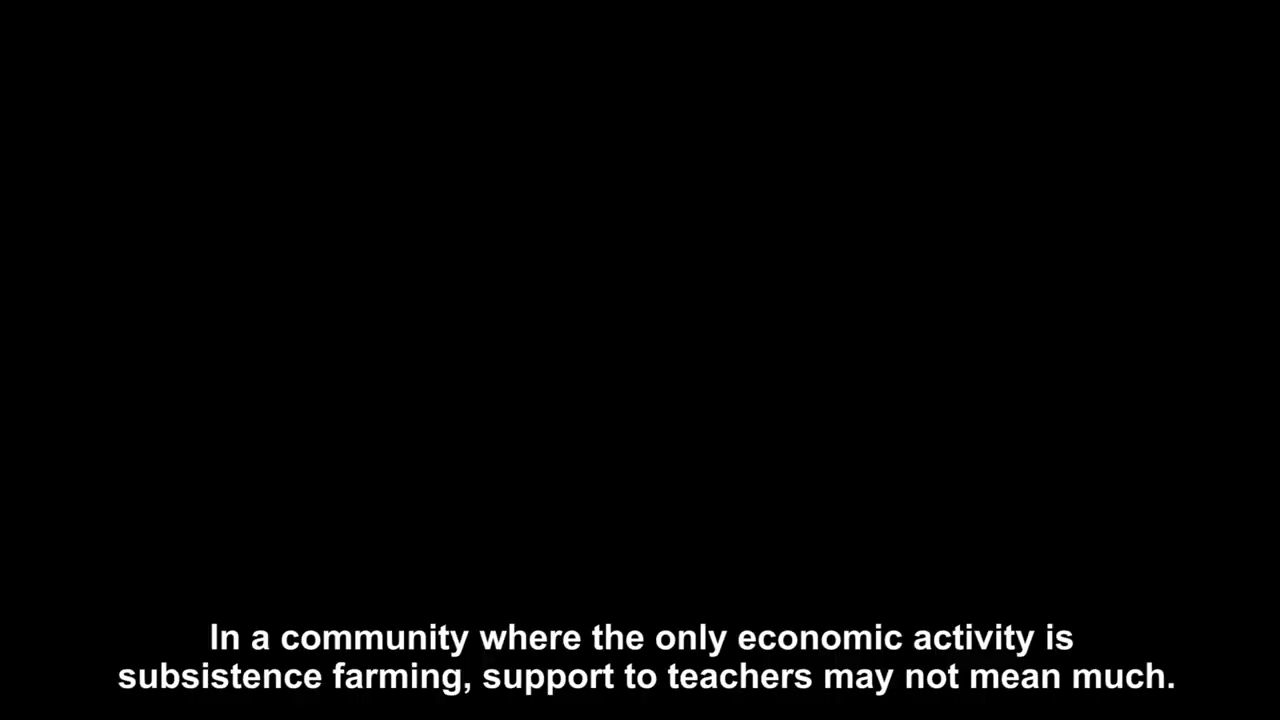 In a community where the only economic activity is
subsistence farming, support to teachers may not mean much.